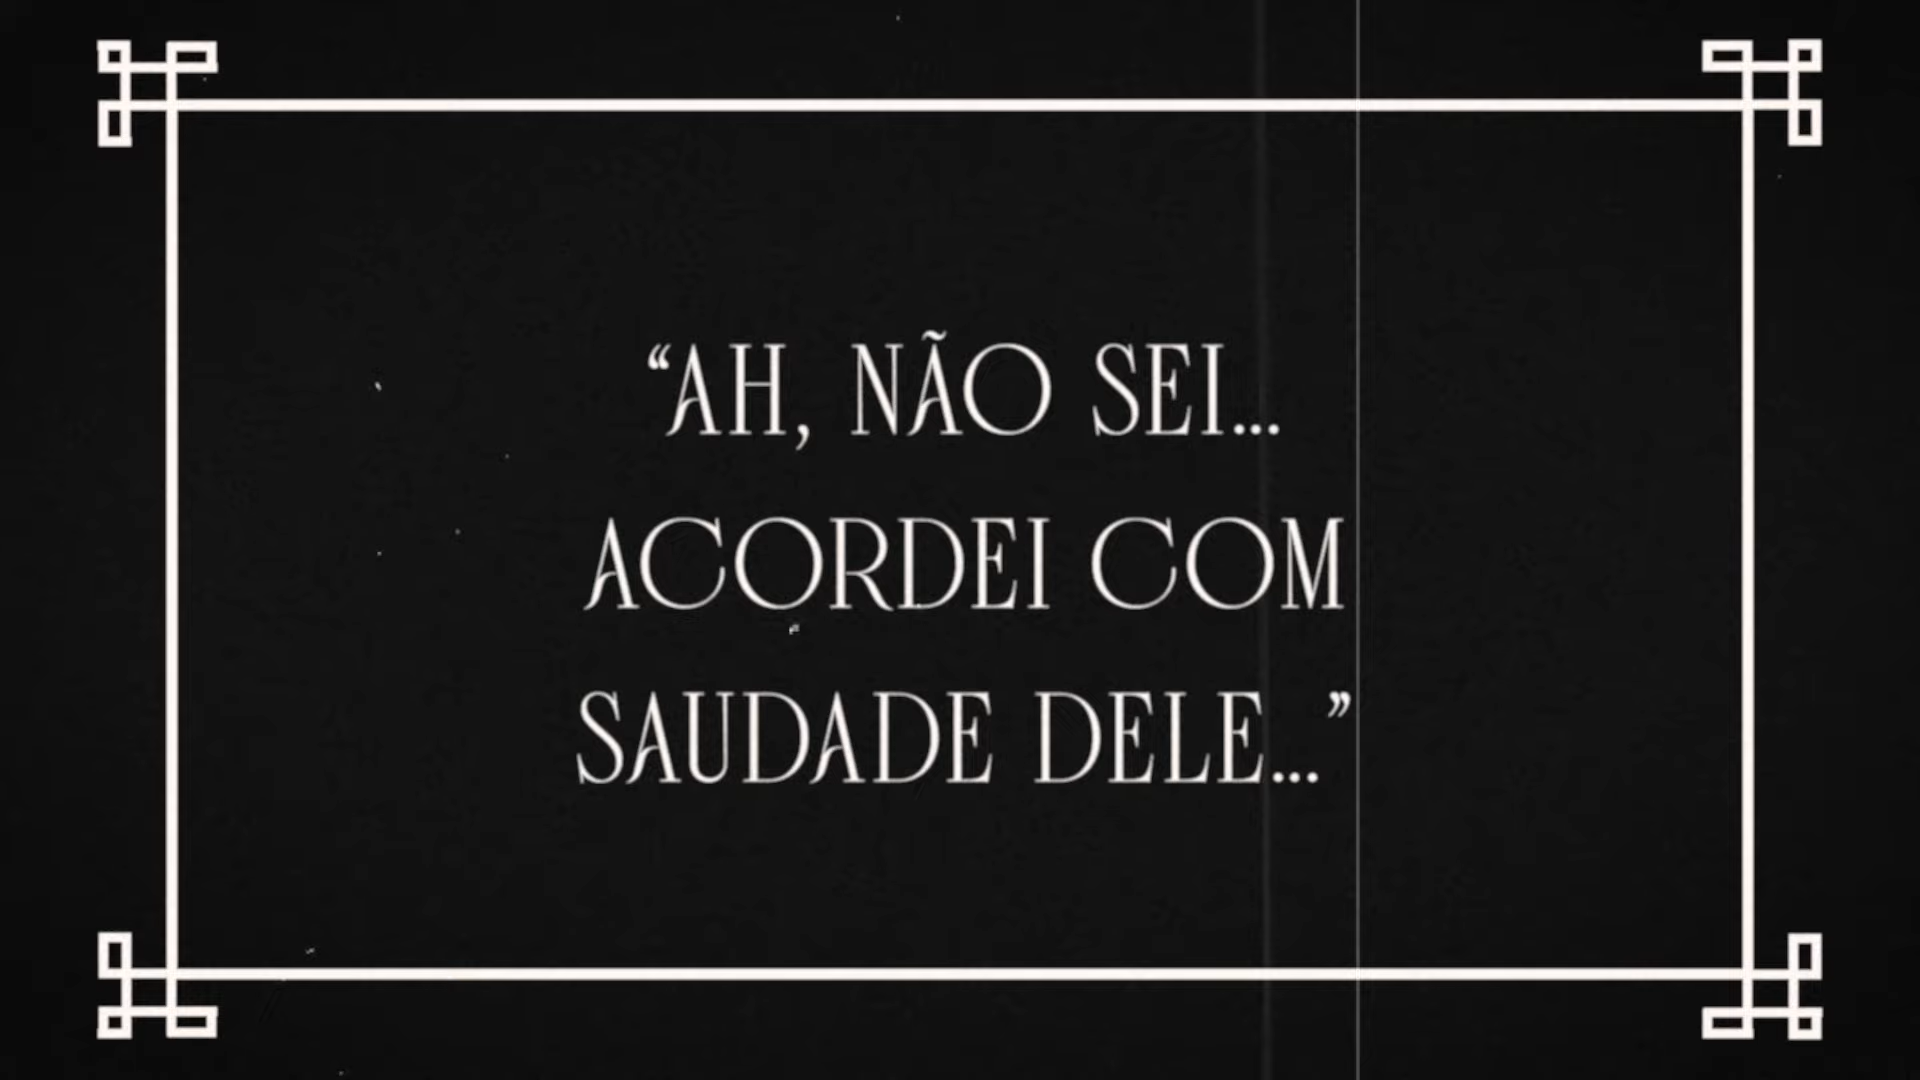 “AH, NÃO SEI...
ACORDEI COM
SAUDADE DELE...”